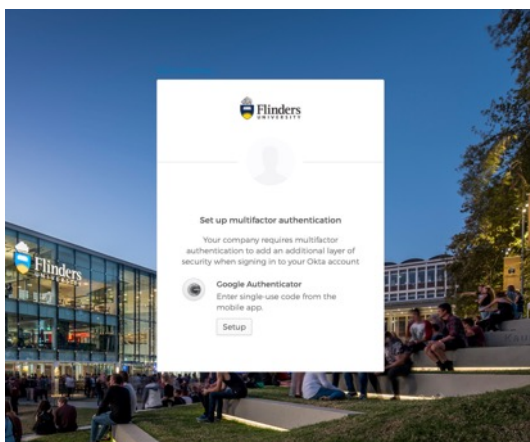 Flinders
UNIVERSITY
Set up multifactor authentication
Your company requires multifactor
authentication to add an additional layer of
security when signing in to your Okta account
Google Authenticator
Enter single-use code from the
mobile app.
Setup
Flinders
UNIVERSITY